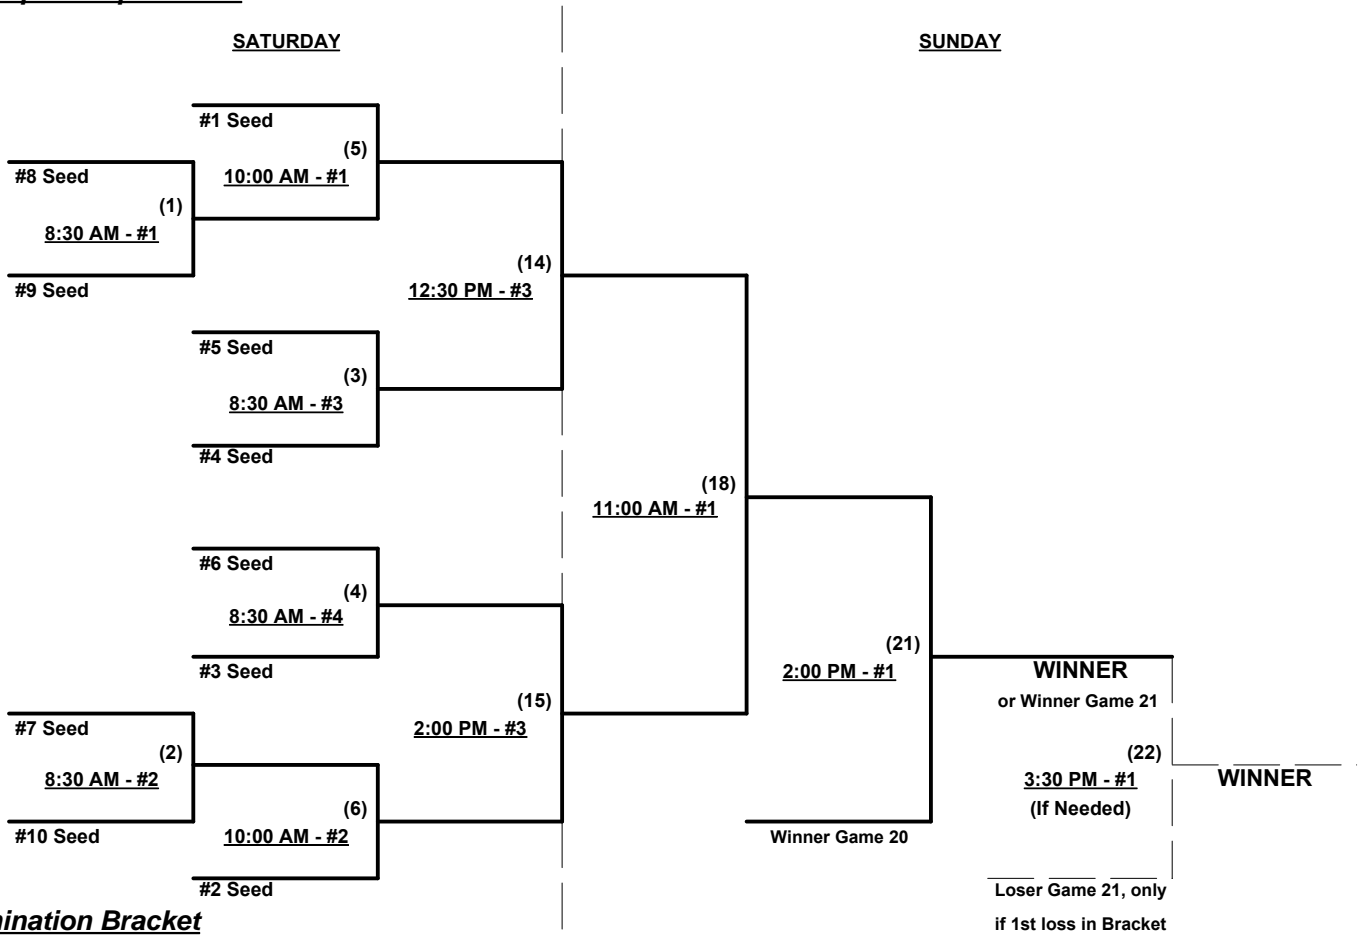 SATURDAY
SUNDAY
#1 Seed
(5)
10:00 AM - #1
#8 Seed
(1)
8:30 AM - #1
#9 Seed
(14)
12:30 PM - #3
#5 Seed
(3)
8:30 AM - #3
#4 Seed
(18)
11:00 AM - #1
#6 Seed
(4)
8:30 AM - #4
#3 Seed
(21)
2:00 PM - #1
WINNER
or Winner Game 21
(15)
2:00 PM - #3
#7 Seed
(2)
8:30 AM - #2
#10 Seed
(22)
3:30 PM - #1
(If Needed)
WINNER
(6)
10:00 AM - #2
Winner Game 20
#2 Seed
Loser Game 21, only
if 1st loss in Bracket
Bracket